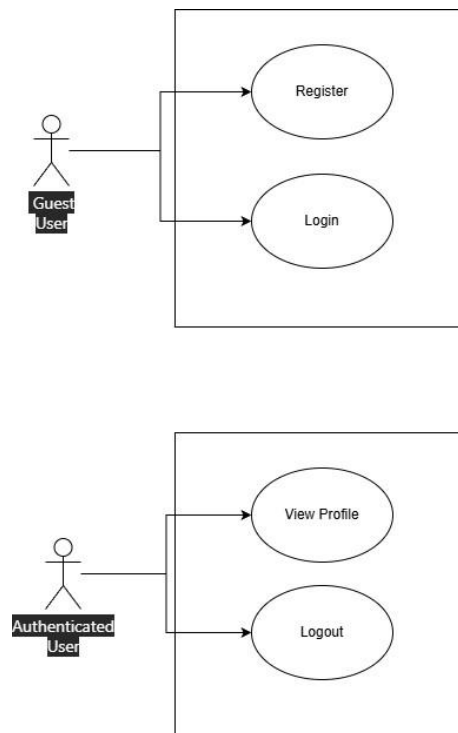 Register
Guest
User
Login
View Profile
Authenticated
User
Logout